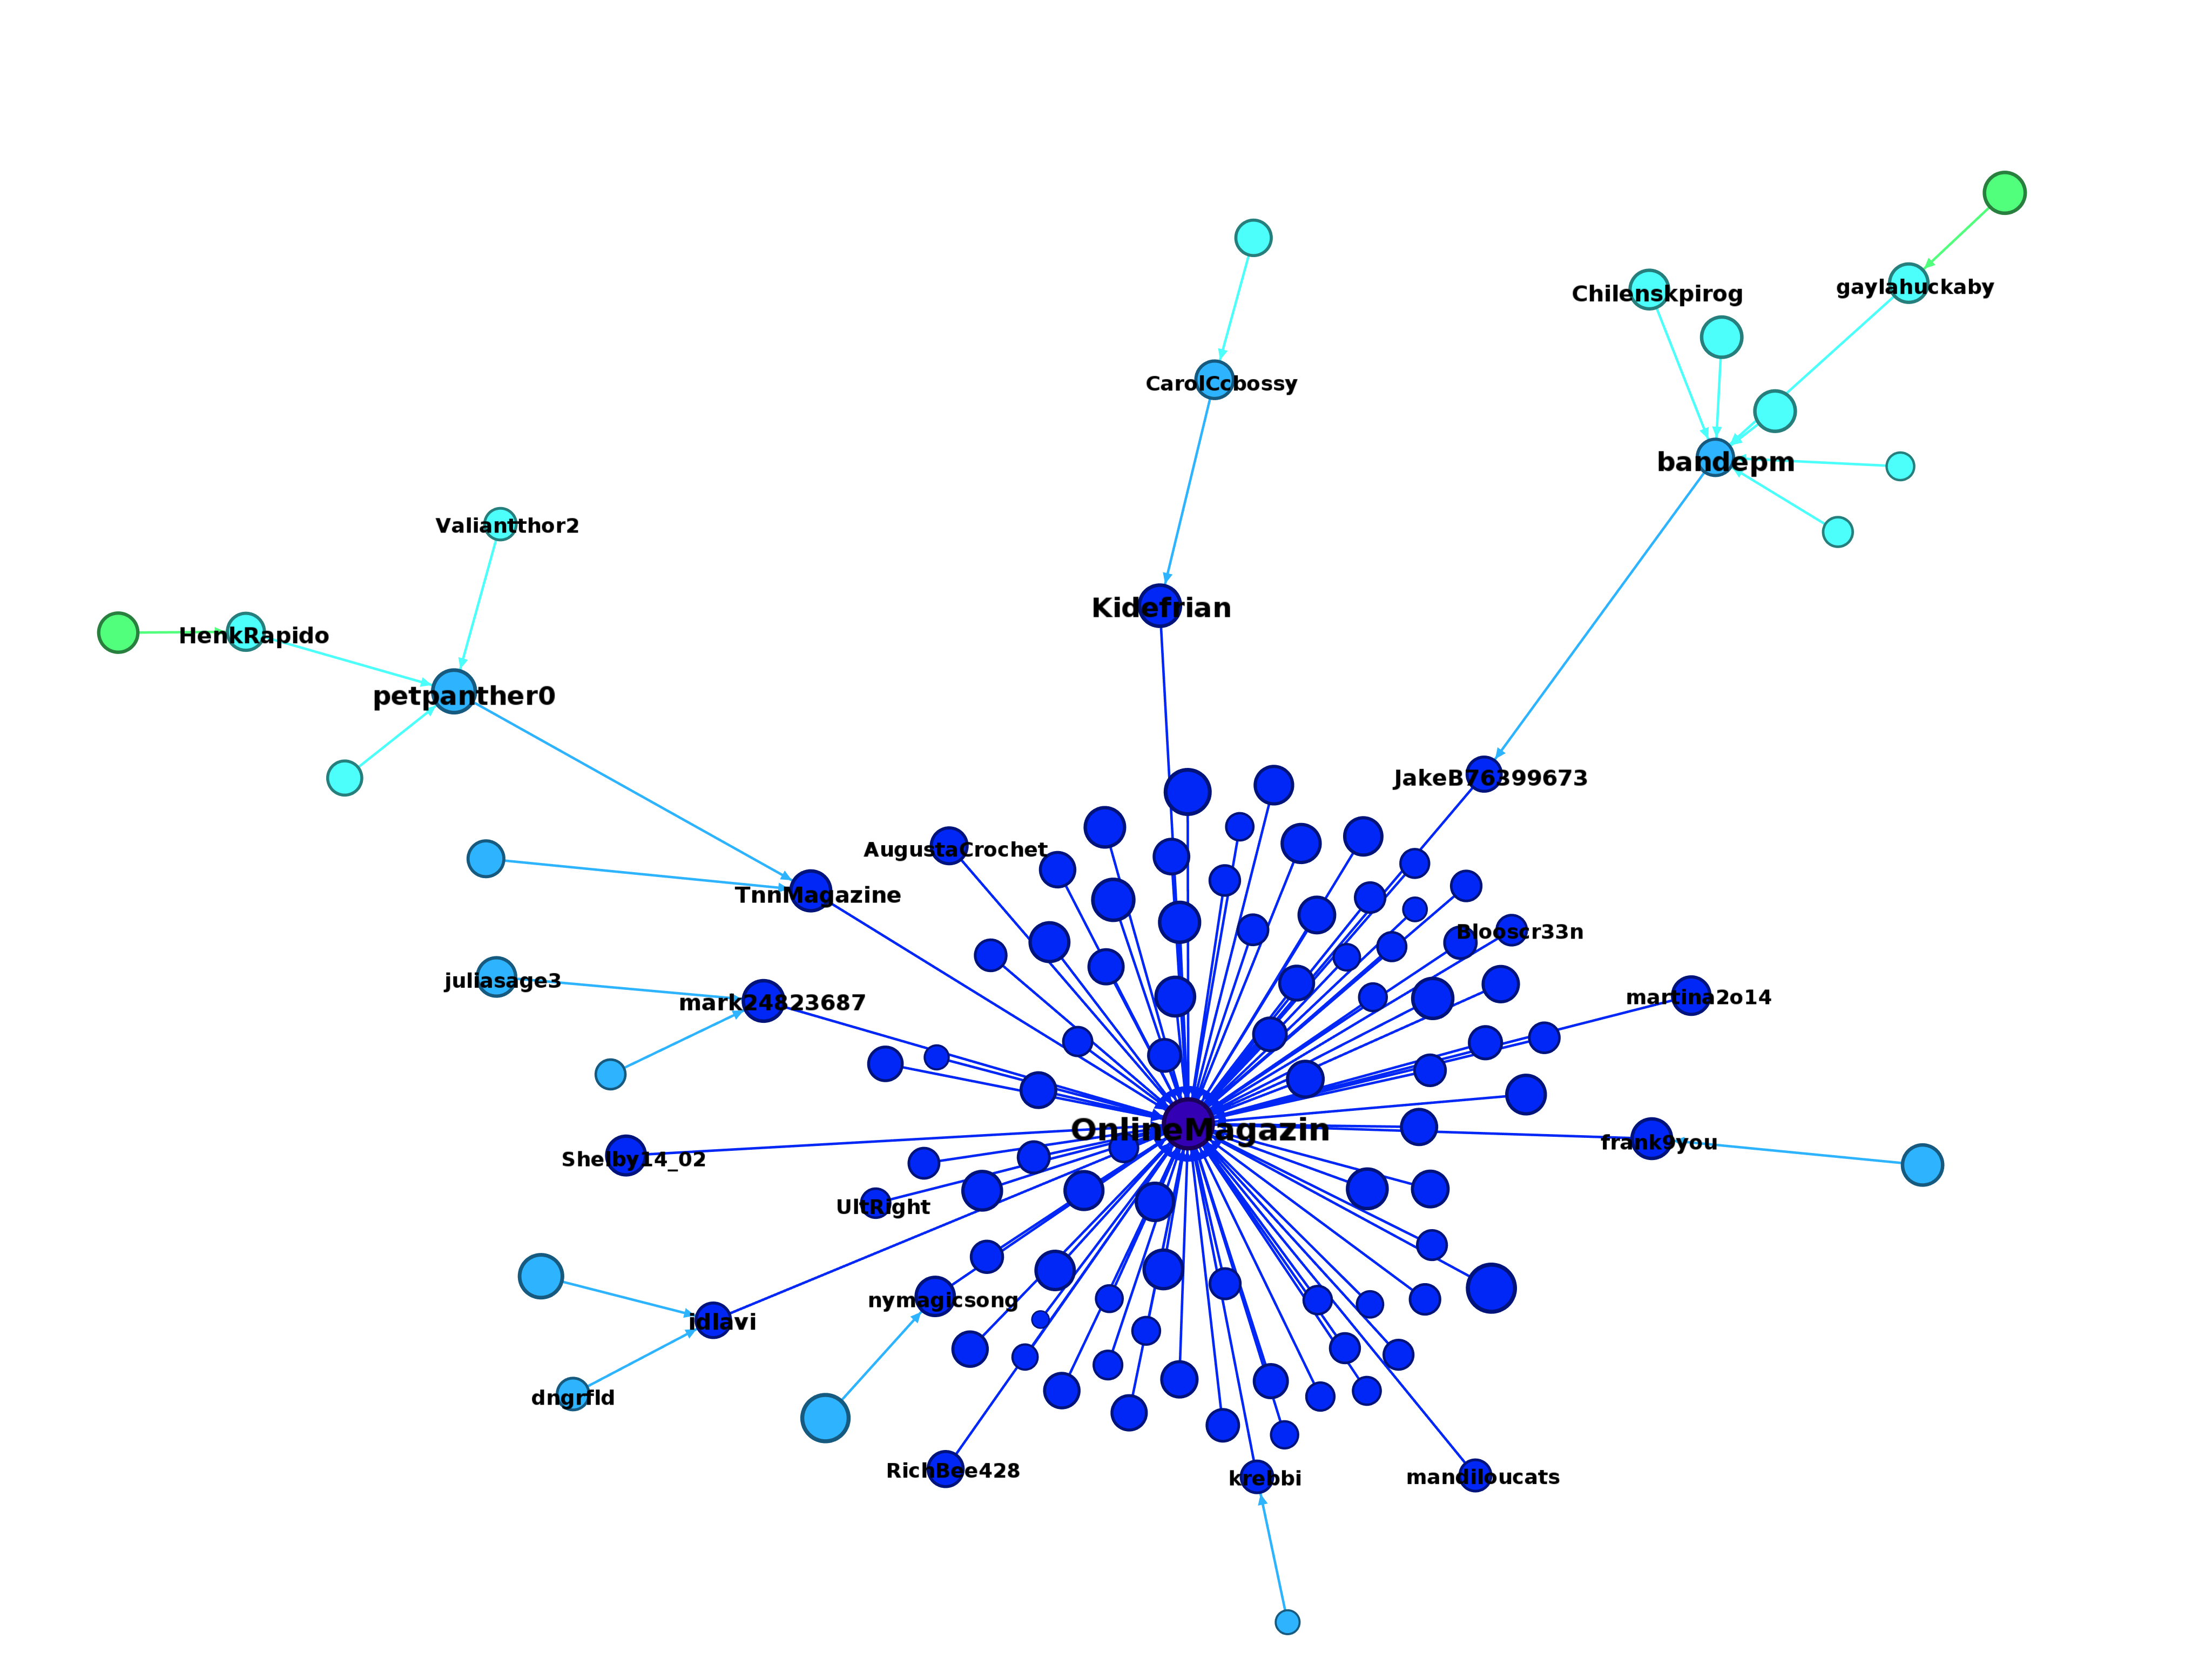 gaylahuckaby
Chilenskpirog
CarolCcbossy
bandepm
Valiantthor2
Kidefrian
HenkRapido
petpanther0
JakeB76399673
AugustaCrochet
TnnMagazine
Blooscr33n
juliasage3
martina2o14
mark24823687
OnlineMagazin
frank9you
Shelby14_02
UltRight
nymagicsong
idlavi
dngrfld
RichBee428
mandiloucats
krebbi